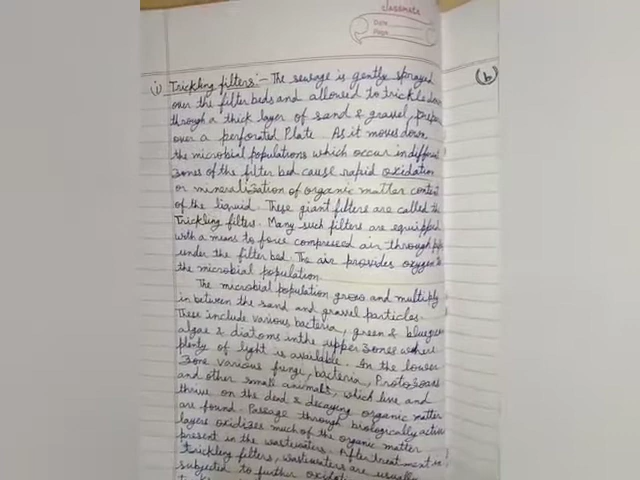 classmate
Date
Page
(b)
(i) Trickling filters :- The sewage is gently sprayed
over the filter beds and allowed to trickle down
through a thick layer of sand & gravel, prepa
over a perforated Plate. As it moves down
the microbial populations which occur in differen
zones of the filter bed cause rapid oxidation
or mineralization of organic matter conten
of the liquid. These giant filters are called the
Trickling filters. Many such filters are equipped
with a means to force compressed air through
under the filter bed. The air provides oxygen to
the microbial population.
The microbial population grows and multiply
in between the sand and gravel particles.
These include various bacteria, green & bluegreen
algae & diatoms in the upper zones where
plenty of light is available. In the lower
zone various fungi, bacteria, Protozoans
and other small animals, which live and
thrive on the dead & decaying organic matter
are found. Passage through biologically active
layers oxidizes much of the organic matter
present in the wastewaters. After treatment in
trickling filters, wastewaters are usually
subjected to further oxidat